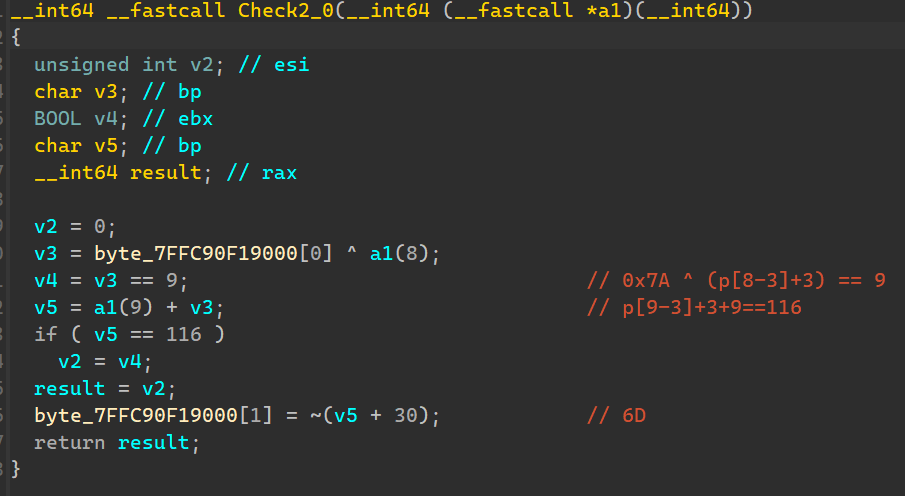 __int64 __fastcall Check2_0(__int64 (__fastcall *a1)(__int64))
{
  unsigned int v2; // esi
  char v3; // bp
  BOOL v4; // ebx
  char v5; // bp
  __int64 result; // rax

  v2 = 0;
  v3 = byte_7FFC90F19000[0] ^ a1(8);
  v4 = v3 == 9;                                 // 0x7A ^ (p[8-3]+3) == 9
  v5 = a1(9) + v3;                              // p[9-3]+3+9==116
  if ( v5 == 116 )
    v2 = v4;
  result = v2;
  byte_7FFC90F19000[1] = ~(v5 + 30);            // 6D
  return result;
}